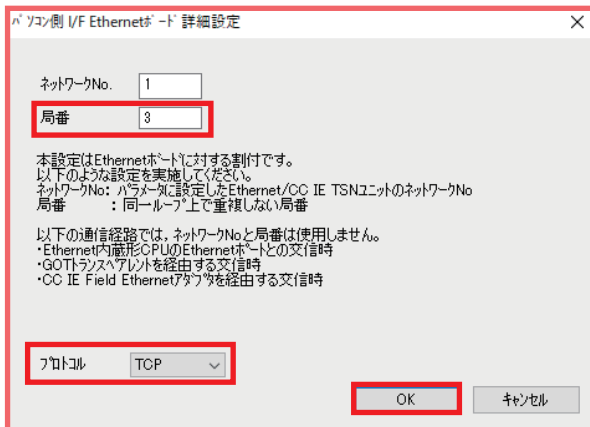 パソコン側 I/F Ethernetボード 詳細設定
ネットワークNo. 1
局番 3
本設定はEthernetボードに対する割付です。
以下のような設定を実施してください。
ネットワークNo: パラメータに設定したEthernet/CC IE TSNユニットのネットワークNo
局番 : 同一ループ上で重複しない局番
以下の通信経路では, ネットワークNoと局番は使用しません。
・Ethernet内蔵形CPUのEthernetポートとの交信時
・GOTトランスペアレントを経由する交信時
・CC IE Field Ethernetアダプタを経由する交信時
プロトコル TCP
OK キャンセル